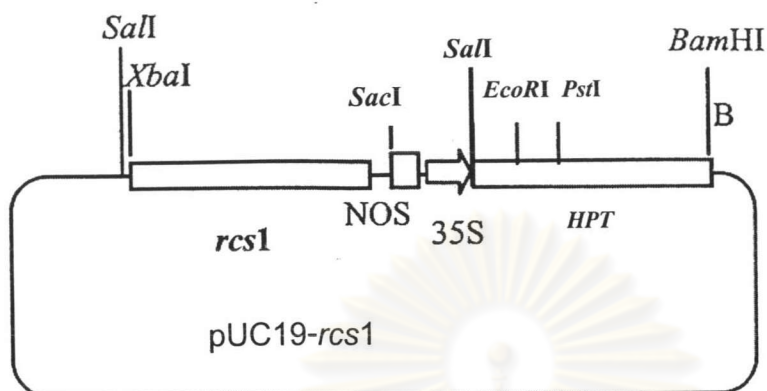 SalI
SalI
BamHI
XbaI
SacI
EcoRI
PstI
B
NOS
35S
HPT
rcs1
pUC19-rcs1